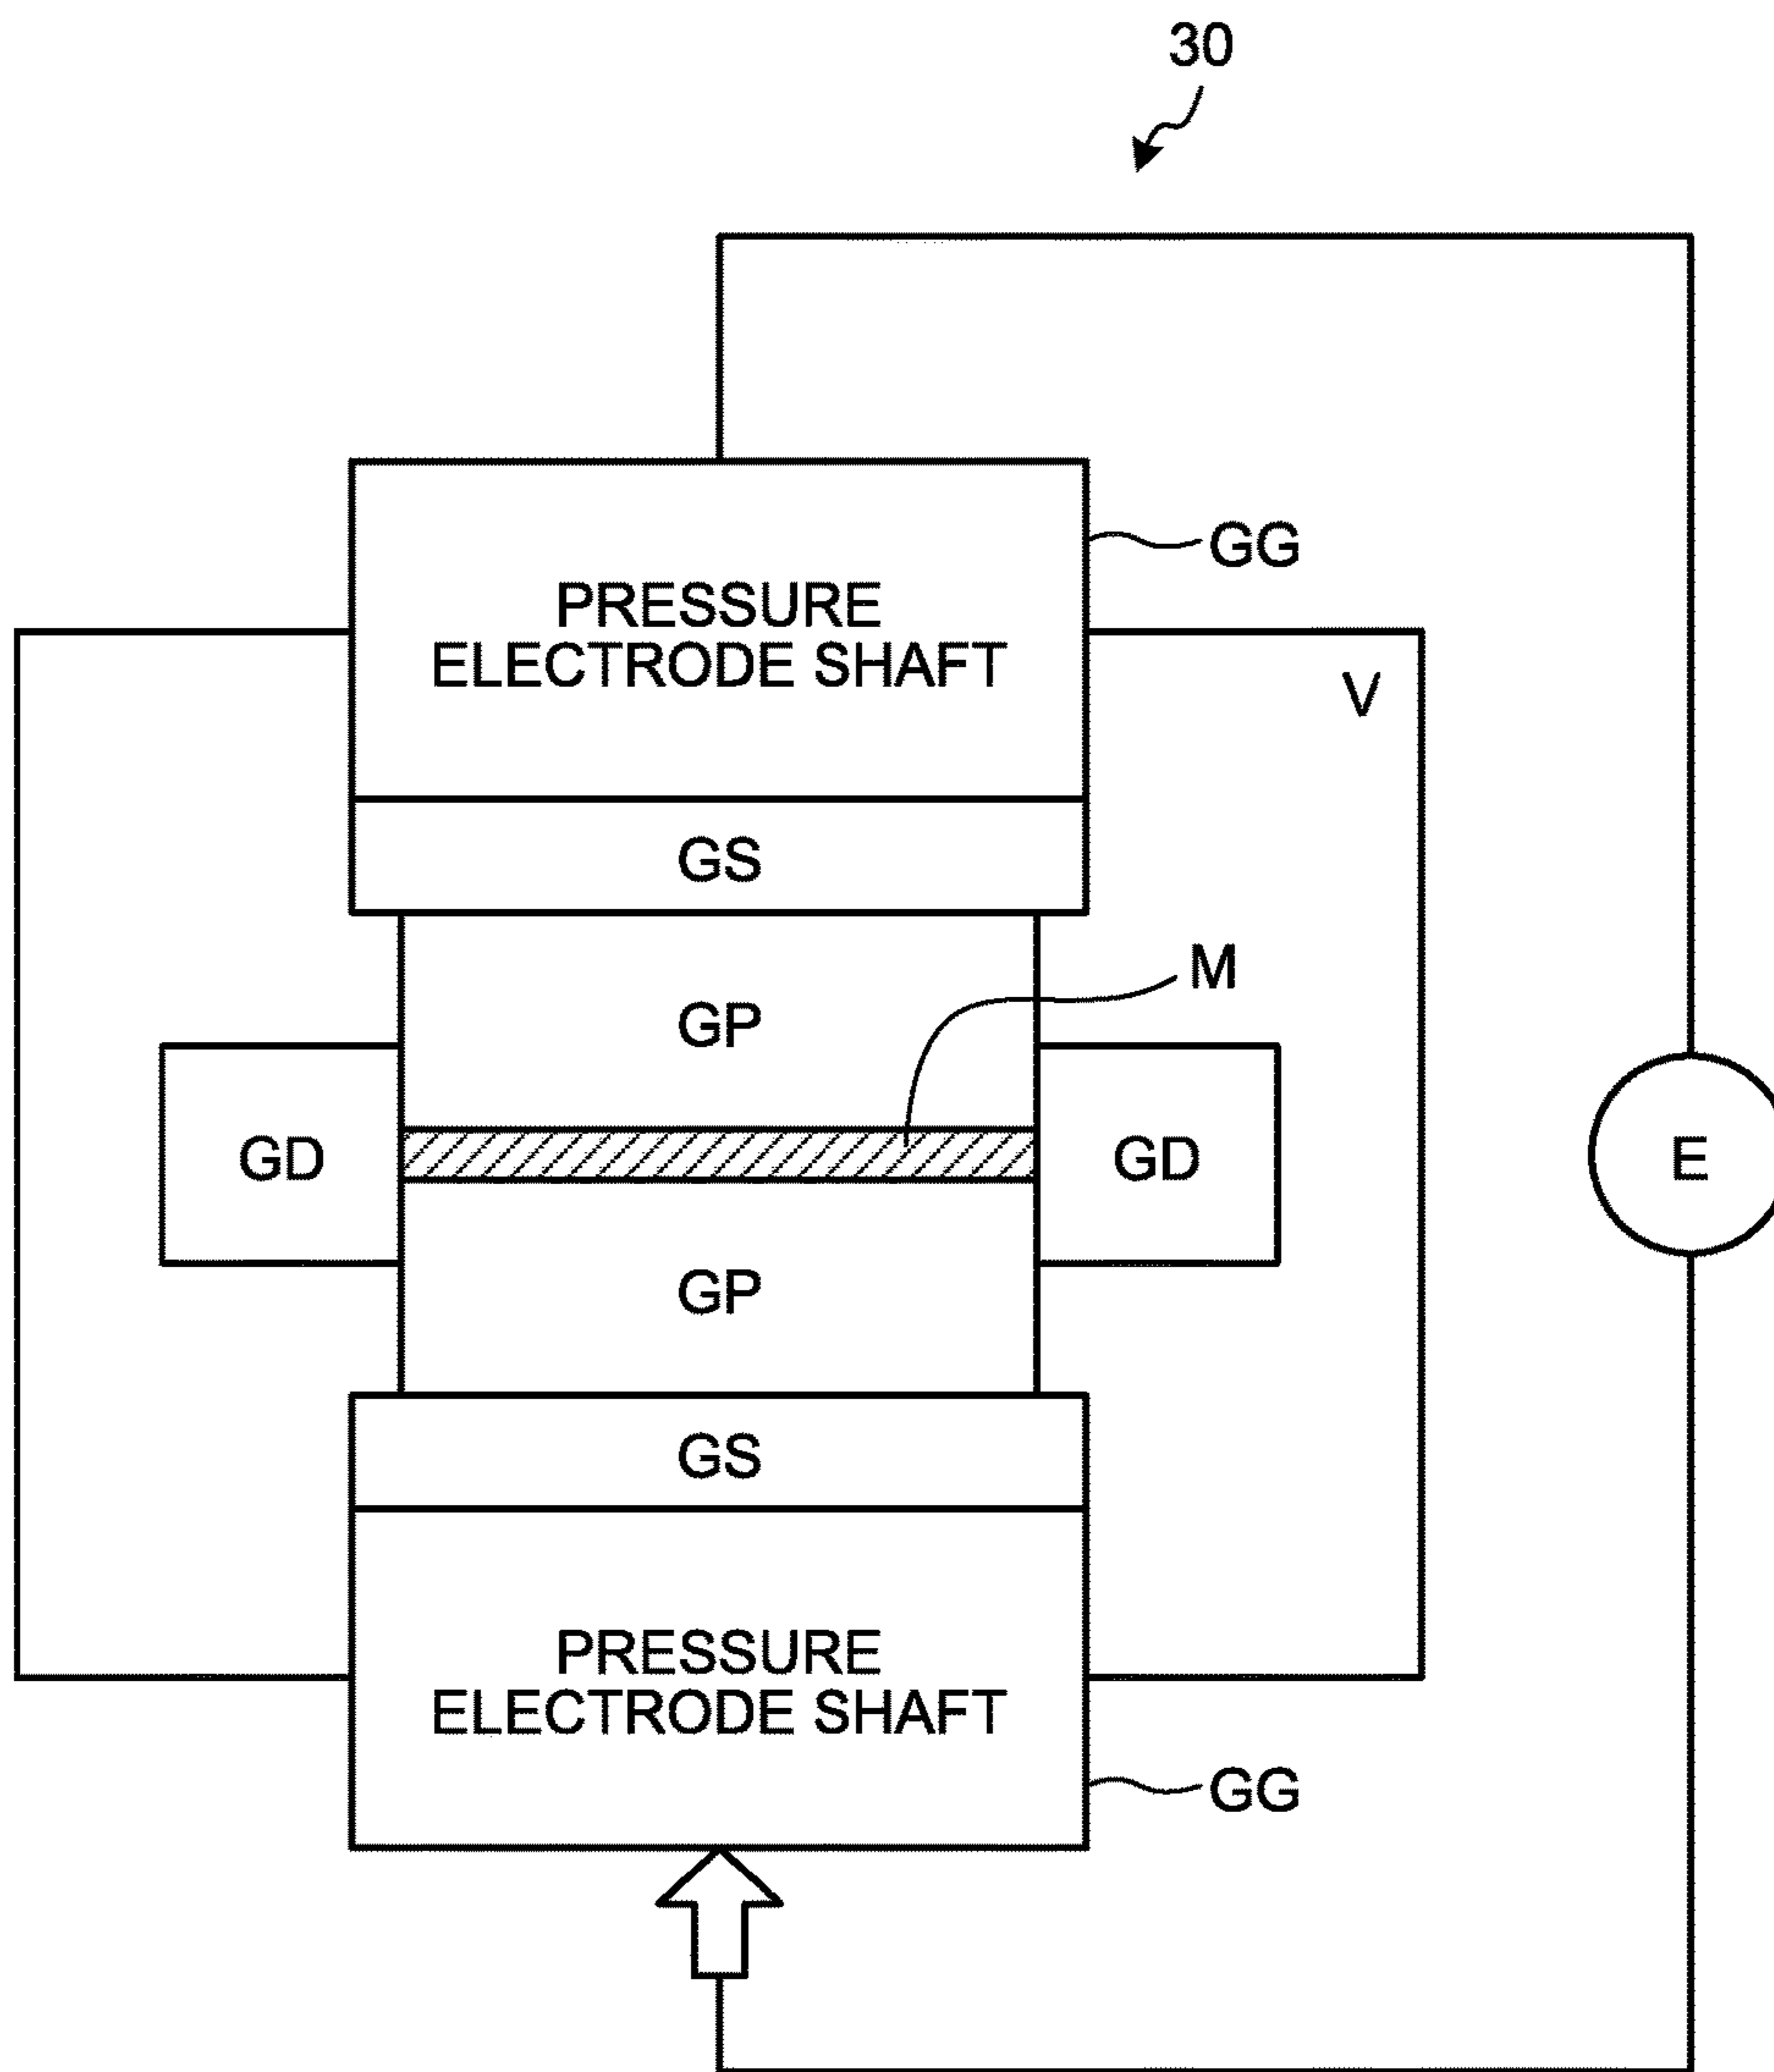 30
GG
PRESSURE
ELECTRODE SHAFT
V
GS
M
GP
GD
GD
E
GP
GS
PRESSURE
ELECTRODE SHAFT
GG